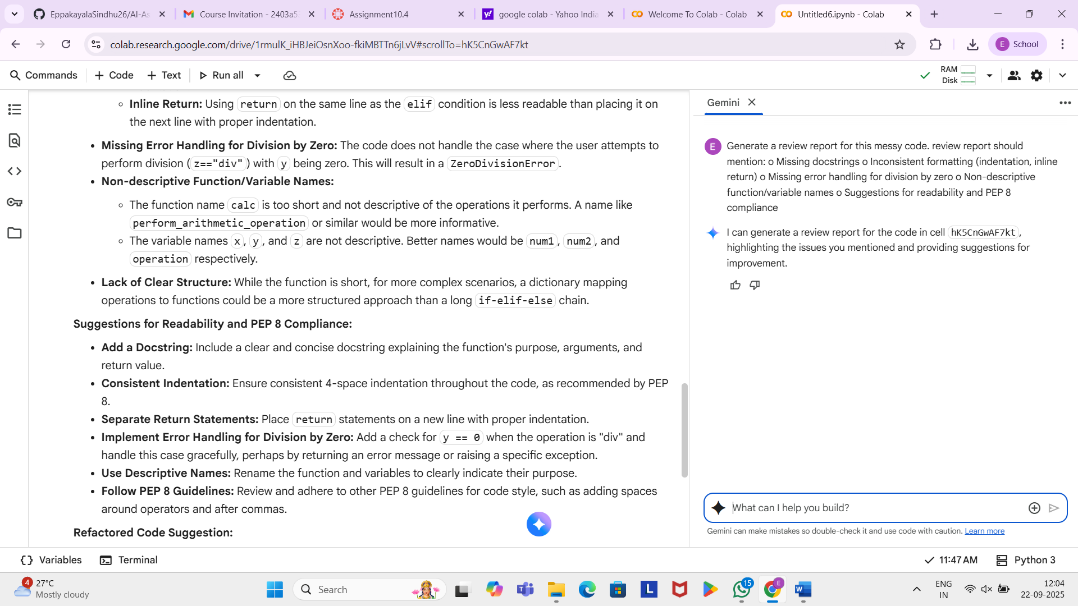 EppakayalaSindhu26/AI-As
Course Invitation - 2403a5
Assignment10.4
google colab - Yahoo Indi
Welcome To Colab - Colab
Untitled6.ipynb - Colab
colab.research.google.com/drive/1rmulK_iHBJeiOsnXoo-fkiMBTTn6jLvV#scrollTo=hK5CnGwAF7kt
E School
Commands + Code + Text Run all
RAM
Disk
Inline Return: Using return on the same line as the elif condition is less readable than placing it on
the next line with proper indentation.
Missing Error Handling for Division by Zero: The code does not handle the case where the user attempts to
perform division ( z=="div" ) with y being zero. This will result in a ZeroDivisionError.
Non-descriptive Function/Variable Names:
The function name calc is too short and not descriptive of the operations it performs. A name like
perform_arithmetic_operation or similar would be more informative.
The variable names x, y, and z are not descriptive. Better names would be num1, num2, and
operation respectively.
Lack of Clear Structure: While the function is short, for more complex scenarios, a dictionary mapping
operations to functions could be a more structured approach than a long if-elif-else chain.
Suggestions for Readability and PEP 8 Compliance:
Add a Docstring: Include a clear and concise docstring explaining the function's purpose, arguments, and
return value.
Consistent Indentation: Ensure consistent 4-space indentation throughout the code, as recommended by PEP
8.
Separate Return Statements: Place return statements on a new line with proper indentation.
Implement Error Handling for Division by Zero: Add a check for y == 0 when the operation is "div" and
handle this case gracefully, perhaps by returning an error message or raising a specific exception.
Use Descriptive Names: Rename the function and variables to clearly indicate their purpose.
Follow PEP 8 Guidelines: Review and adhere to other PEP 8 guidelines for code style, such as adding spaces
around operators and after commas.
Refactored Code Suggestion:
Gemini
E
Generate a review report for this messy code. review report should
mention: o Missing docstrings o Inconsistent formatting (indentation, inline
return) o Missing error handling for division by zero o Non-descriptive
function/variable names o Suggestions for readability and PEP 8
compliance
I can generate a review report for the code in cell hK5CnGwAF7kt,
highlighting the issues you mentioned and providing suggestions for
improvement.
What can I help you build?
Gemini can make mistakes so double-check it and use code with caution. Learn more
Variables Terminal
11:47 AM Python 3
4
27°C
Mostly cloudy
Search
L
15
E
W
ENG
IN
12:04
22-09-2025